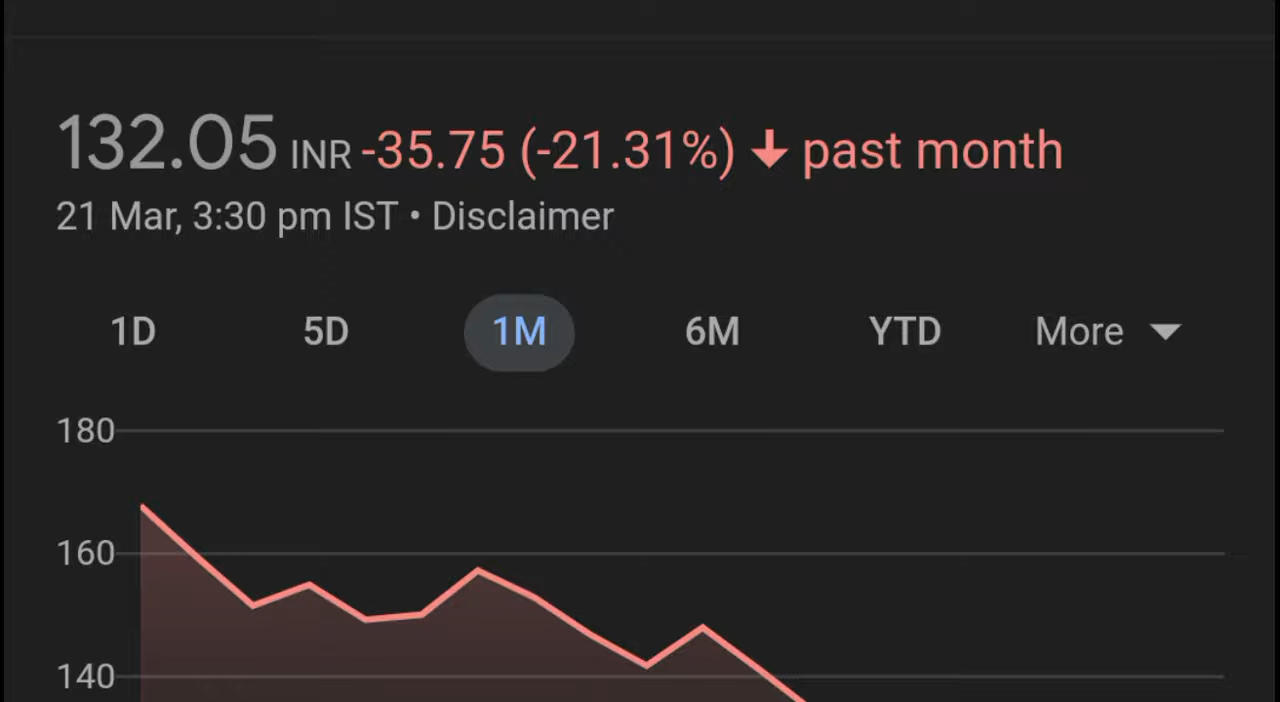 132.05 INR -35.75 (-21.31%) ↓ past month
21 Mar, 3:30 pm IST • Disclaimer
1D 5D 1M 6M YTD More
180
160
140